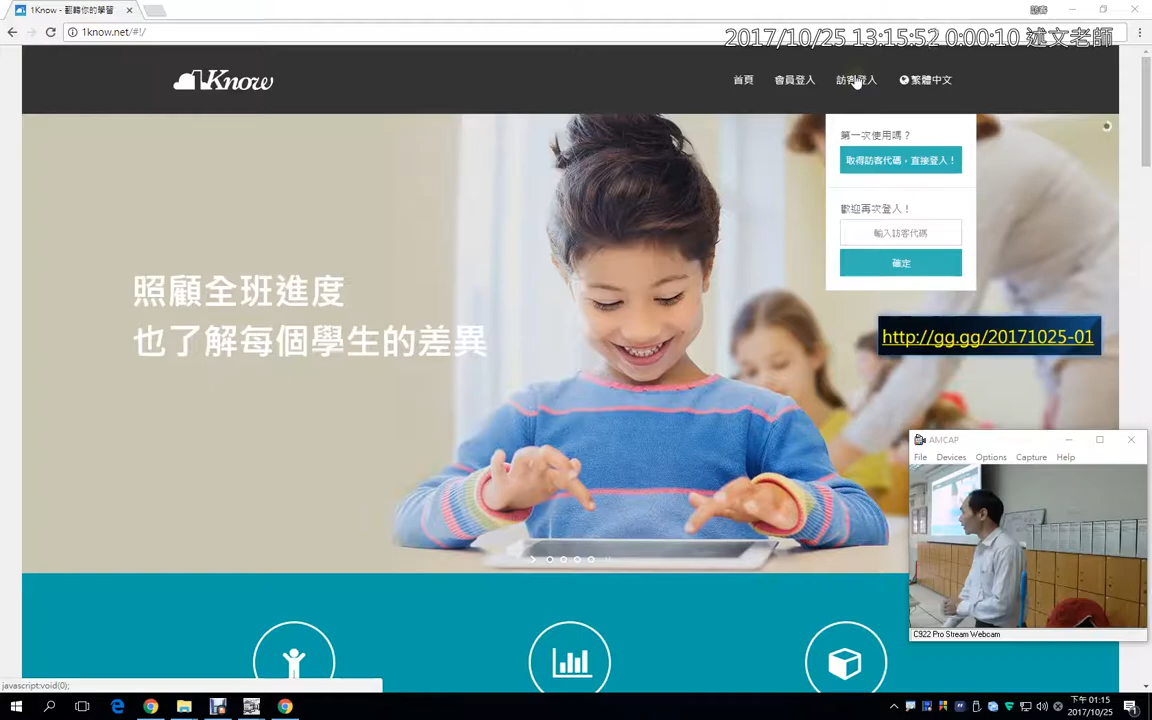 1Know - 翻轉你的學習
訪客
1know.net/#!/
2017/10/25 13:15:52 0:00:10 述文老師
1Know
首頁 會員登入 訪客登入 繁體中文
第一次使用嗎？
取得訪客代碼，直接登入！
歡迎再次登入！
輸入訪客代碼
確定
照顧全班進度
也了解每個學生的差異
http://gg.gg/20171025-01
AMCAP
File Devices Options Capture Help
C922 Pro Stream Webcam
javascript:void(0);
下午 01:15
2017/10/25